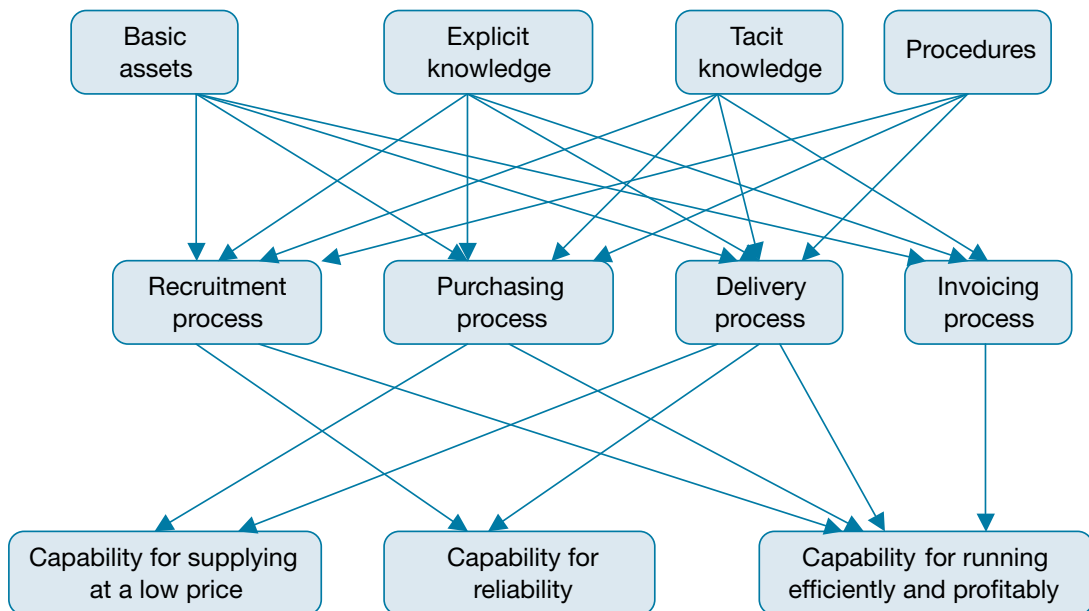 Basic
assets
Explicit
knowledge
Tacit
knowledge
Procedures
Recruitment
process
Purchasing
process
Delivery
process
Invoicing
process
Capability for supplying
at a low price
Capability for
reliability
Capability for running
efficiently and profitably